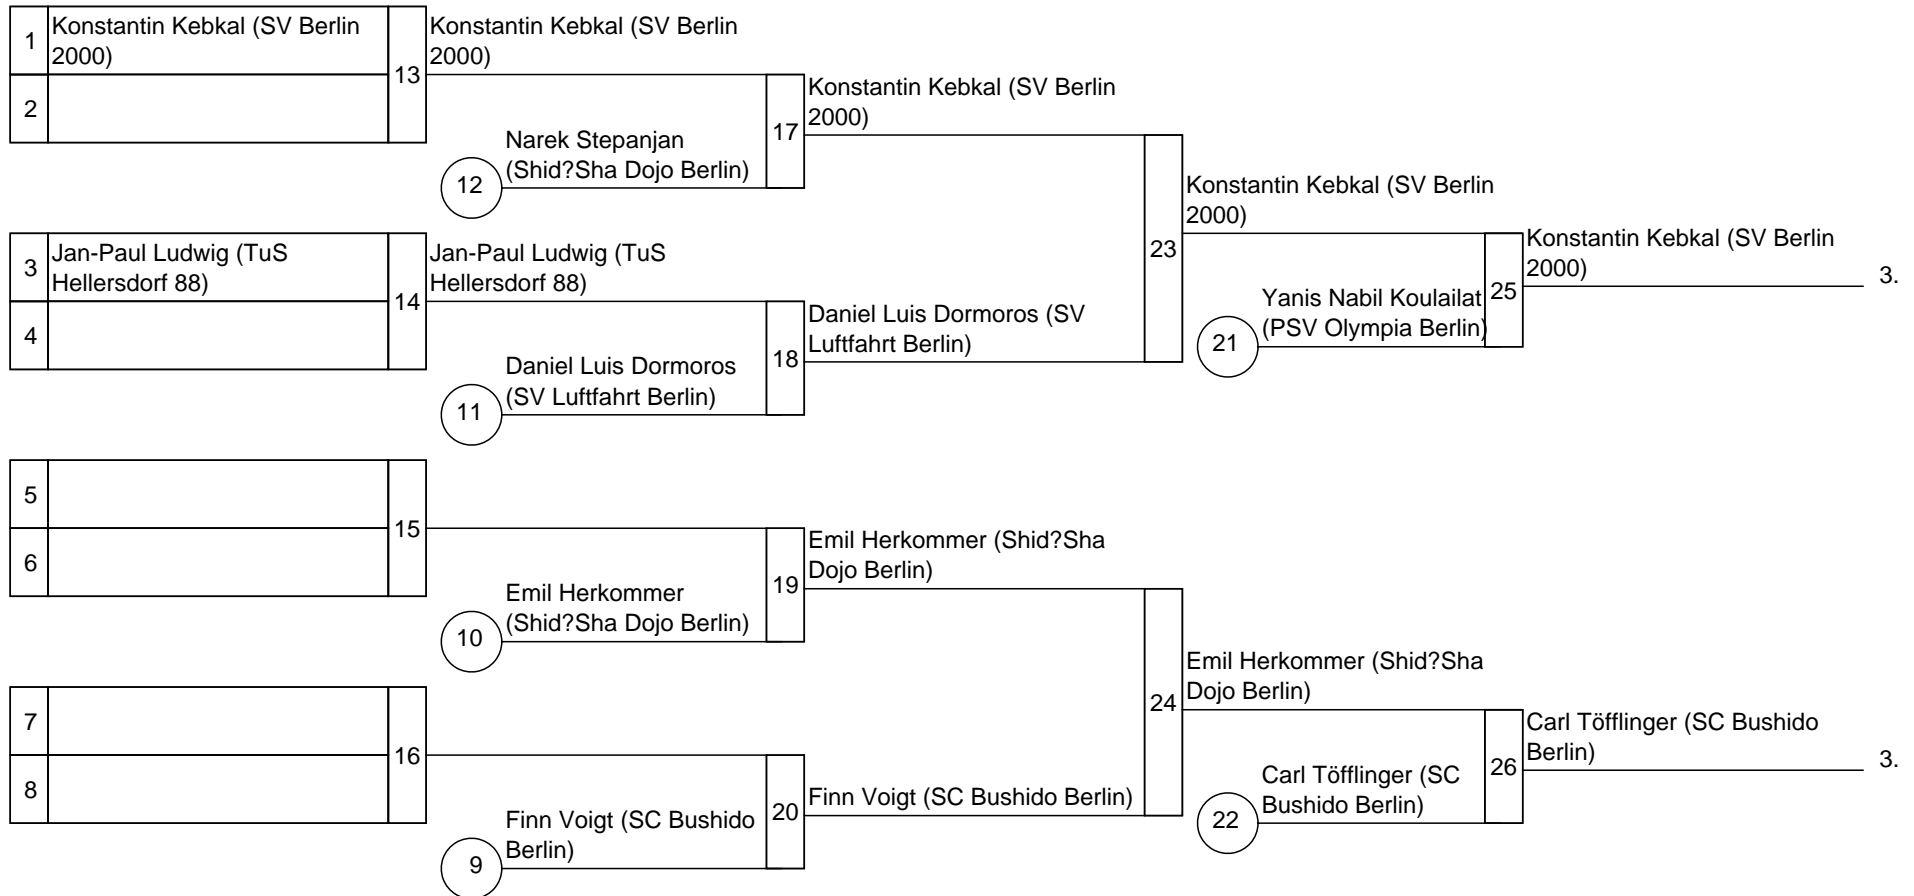 1
Konstantin Kebkal (SV Berlin
2000)
2
13
Konstantin Kebkal (SV Berlin
2000)
Narek Stepanjan
(Shid?Sha Dojo Berlin)
12
17
Konstantin Kebkal (SV Berlin
2000)
3
Jan-Paul Ludwig (TuS
Hellersdorf 88)
4
14
Jan-Paul Ludwig (TuS
Hellersdorf 88)
Daniel Luis Dormoros
(SV Luftfahrt Berlin)
11
18
Daniel Luis Dormoros (SV
Luftfahrt Berlin)
23
Konstantin Kebkal (SV Berlin
2000)
Yanis Nabil Koulailat
(PSV Olympia Berlin)
21
25
Konstantin Kebkal (SV Berlin
2000)
3.
5
6
15
Emil Herkommer
(Shid?Sha Dojo Berlin)
10
19
Emil Herkommer (Shid?Sha
Dojo Berlin)
7
8
16
Finn Voigt (SC Bushido
Berlin)
9
20
Finn Voigt (SC Bushido Berlin)
24
Emil Herkommer (Shid?Sha
Dojo Berlin)
Carl Töfflinger (SC
Bushido Berlin)
22
26
Carl Töfflinger (SC Bushido
Berlin)
3.